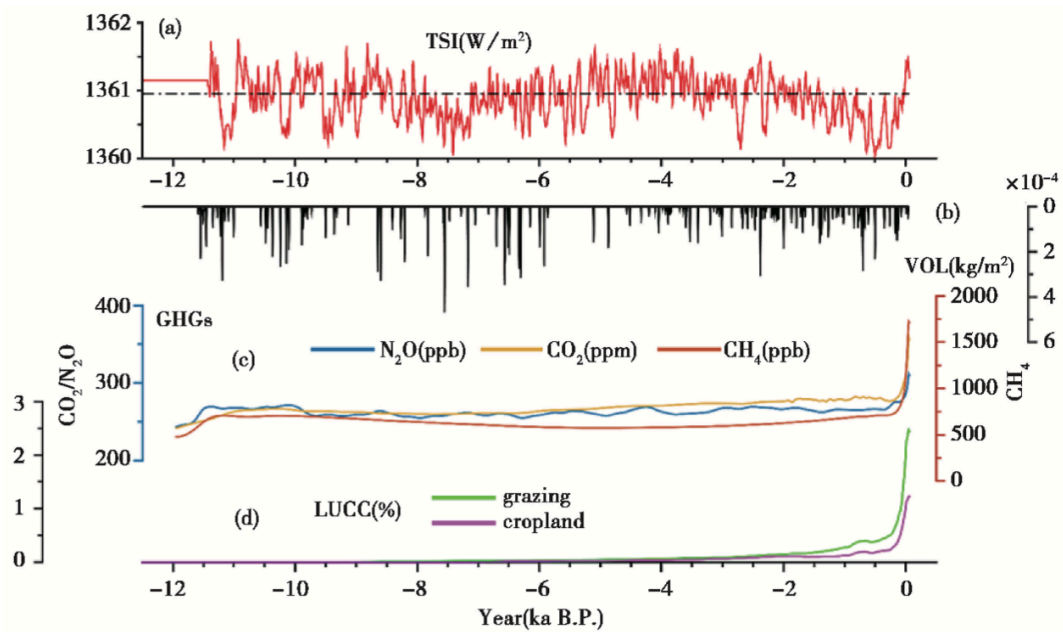 (a)
TSI(W/m²)
1362
1361
1360
−12 −10 −8 −6 −4 −2 0
×10⁻⁴
(b)
VOL(kg/m²)
0
2
4
6
GHGs
(c)
N₂O(ppb) CO₂(ppm) CH₄(ppb)
CO₂/N₂O
400
300
200
CH₄
2000
1500
1000
500
0
(d)
LUCC(%)
grazing
cropland
3
2
1
0
−12 −10 −8 −6 −4 −2 0
Year(ka B.P.)